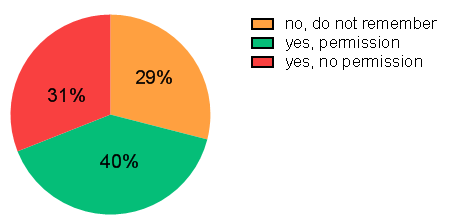 no, do not remember
yes, permission
yes, no permission
29%
31%
40%